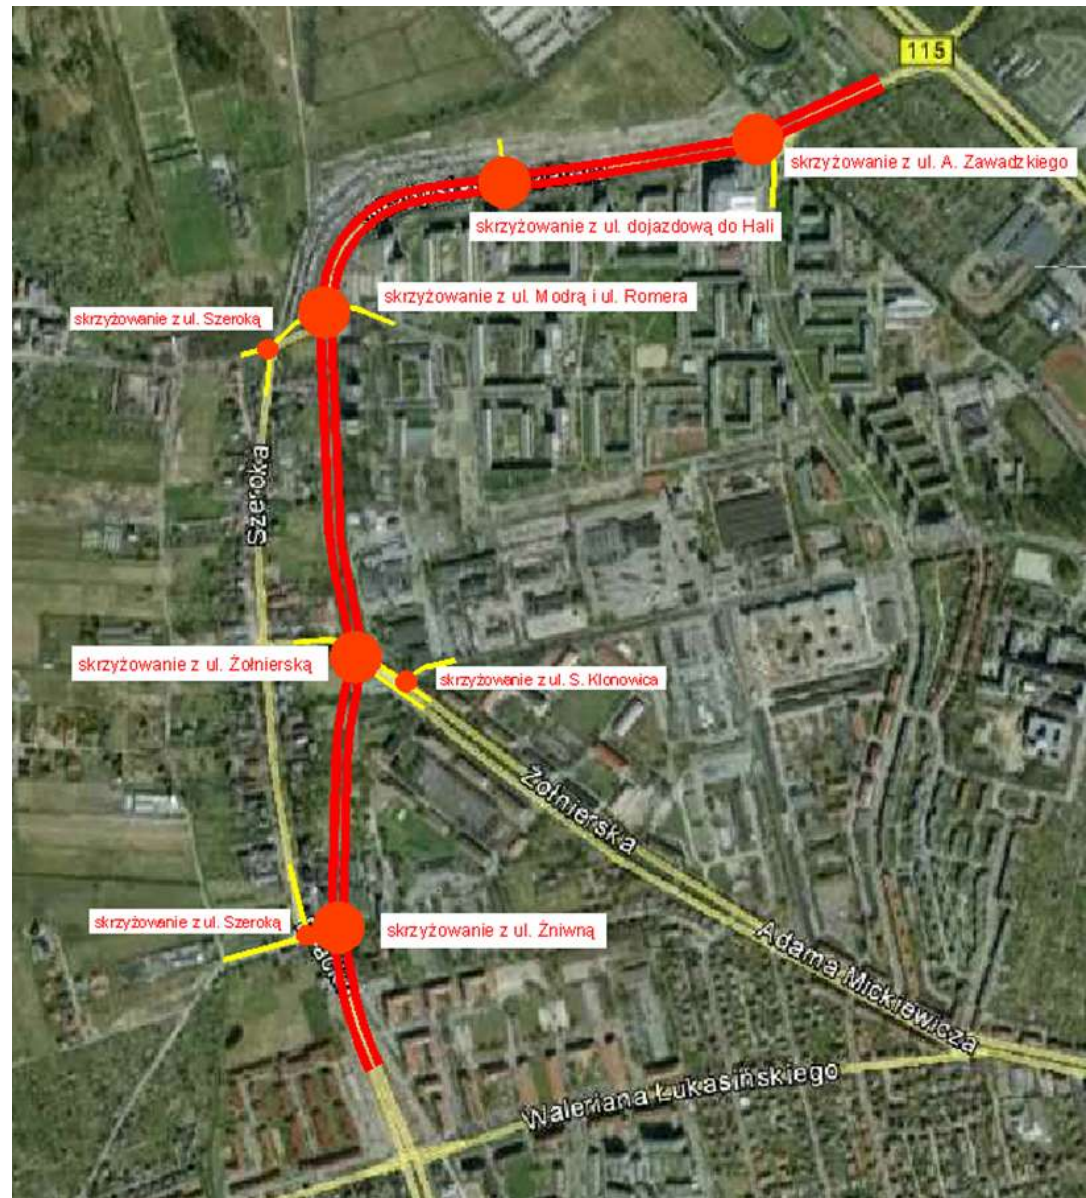 115
skrzyżowanie z ul. A. Zawadzkiego
skrzyżowanie z ul. dojazdową do Hali
skrzyżowanie z ul. Modrą i ul. Romera
skrzyżowanie z ul. Szeroką
Szeroka
skrzyżowanie z ul. Żołnierską
skrzyżowanie z ul. S. Klonowica
Żołnierska
skrzyżowanie z ul. Szeroką
skrzyżowanie z ul. Żniwną
Adama Mickiewicza
Waleriana Łukasińskiego